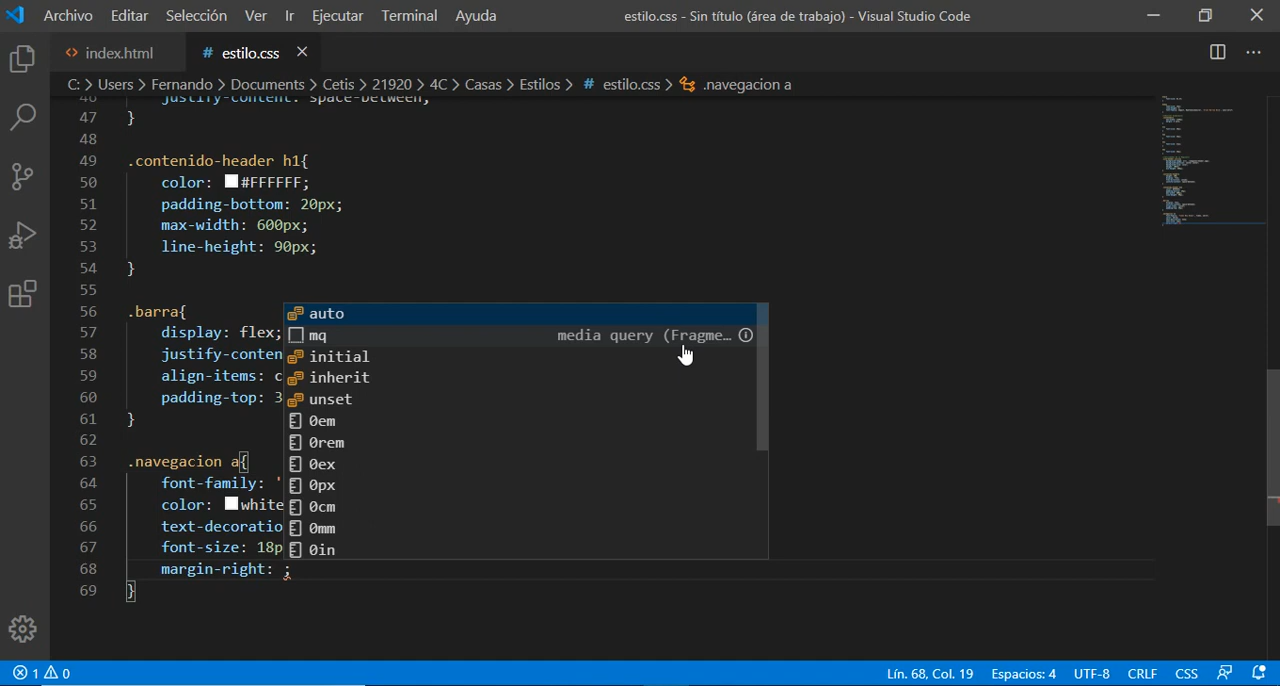 Archivo Editar Selección Ver Ir Ejecutar Terminal Ayuda estilo.css - Sin título (área de trabajo) - Visual Studio Code
index.html # estilo.css
C: > Users > Fernando > Documents > Cetis > 21920 > 4C > Casas > Estilos > # estilo.css > .navegacion a
46 justify-content: space-between;
47 }
48
49 .contenido-header h1{
50 color: #FFFFFF;
51 padding-bottom: 20px;
52 max-width: 600px;
53 line-height: 90px;
54 }
55
56 .barra{
57 display: flex;
58 justify-conten
59 align-items: c
60 padding-top: 3
61 }
62
63 .navegacion a{
64 font-family: '
65 color: white
66 text-decoratio
67 font-size: 18p
68 margin-right: ;
69 }
auto
mq media query (Fragme...
initial
inherit
unset
0em
0rem
0ex
0px
0cm
0mm
0in
1 0 Lín. 68, Col. 19 Espacios: 4 UTF-8 CRLF CSS